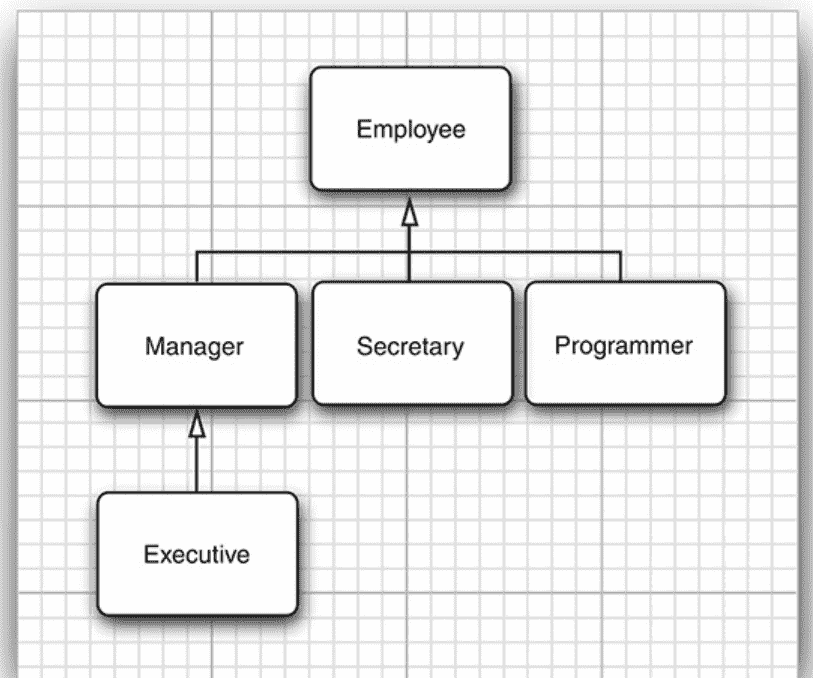 Employee
Manager
Secretary
Programmer
Executive